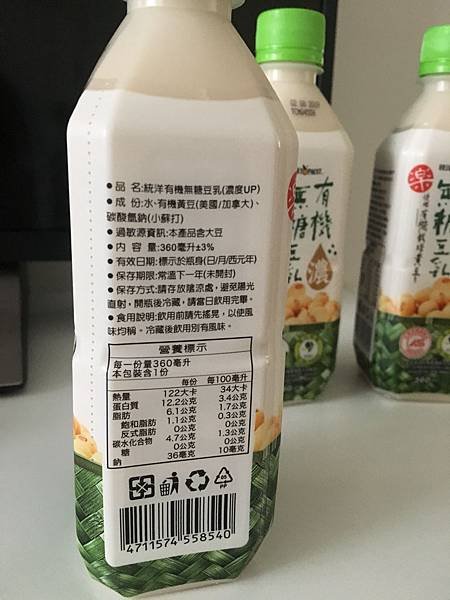 ●品 名:統洋有機無糖豆乳(濃度UP)
●成 份:水、有機黃豆(美國/加拿大)、
碳酸氫鈉(小蘇打)
●過敏源資訊:本產品含大豆
●內 容 量:360毫升±3%
●有效日期:標示於瓶身(日/月/西元年)
●保存期限:常溫下一年(未開封)
●保存方式:請存放陰涼處,避免陽光
直射,開瓶後冷藏,請當日飲用完畢。
●食用說明:飲用前請先搖晃,以使風
味均稱。冷藏後飲用別有風味。
營養標示
每一份量360毫升
本包裝含1份
每份 每100毫升
熱量 122大卡 34大卡
蛋白質 12.2公克 3.4公克
脂肪 6.1公克 1.7公克
飽和脂肪 1.1公克 0.3公克
反式脂肪 0公克 0公克
碳水化合物 4.7公克 1.3公克
糖 0公克 0公克
鈉 36毫克 10毫克
05
PP
4711574 558540
有機
無糖豆乳
濃
無糖豆乳